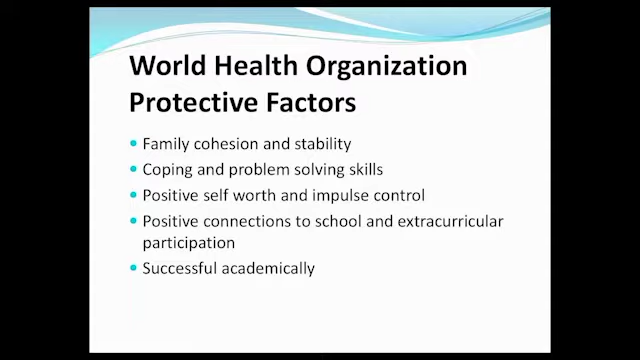 World Health Organization
Protective Factors
• Family cohesion and stability
• Coping and problem solving skills
• Positive self worth and impulse control
• Positive connections to school and extracurricular
participation
• Successful academically